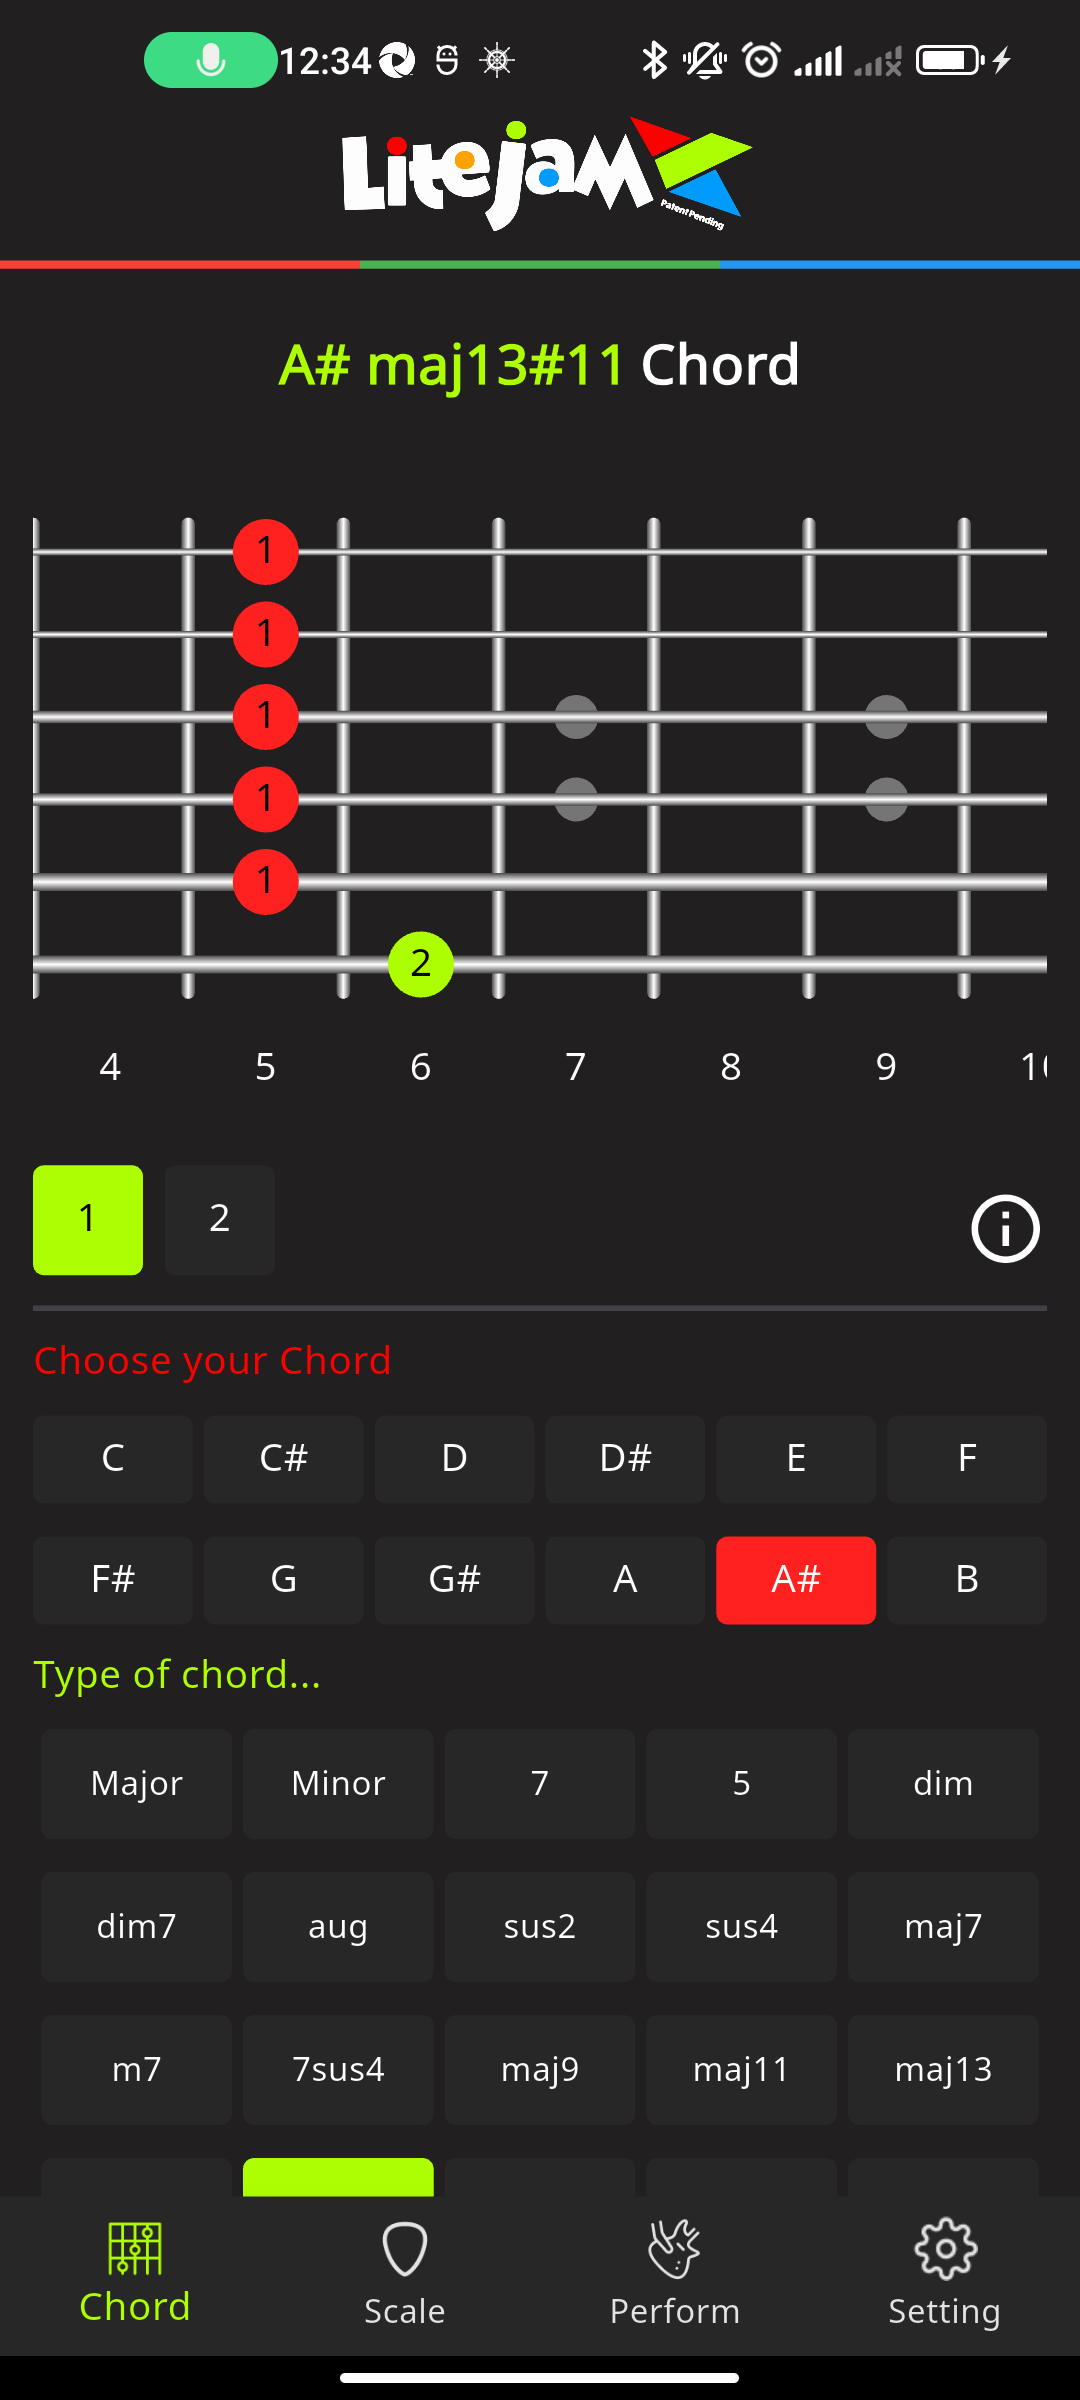 12:34
Litejam
Patent Pending
A# maj13#11 Chord
1
1
1
1
1
2
4 5 6 7 8 9
1 2
Choose your Chord
C C# D D# E F
F# G G# A A# B
Type of chord...
Major Minor 7 5 dim
dim7 aug sus2 sus4 maj7
m7 7sus4 maj9 maj11 maj13
Chord Scale Perform Setting